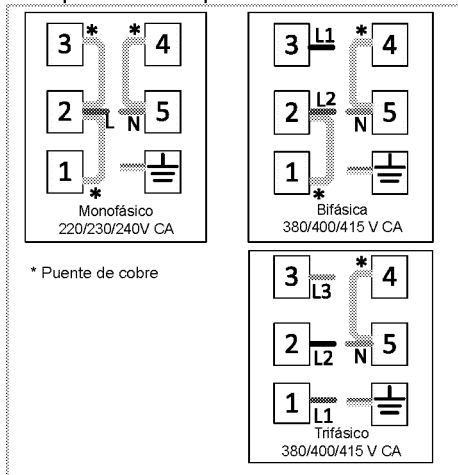 3 * * 4
2 L N 5
1 *
Monofásico
220/230/240V CA
3 L1 * 4
2 L2 N 5
1 *
Bifásica
380/400/415 V CA
* Puente de cobre
3 L3 * 4
2 L2 N 5
1 L1
Trifásico
380/400/415 V CA